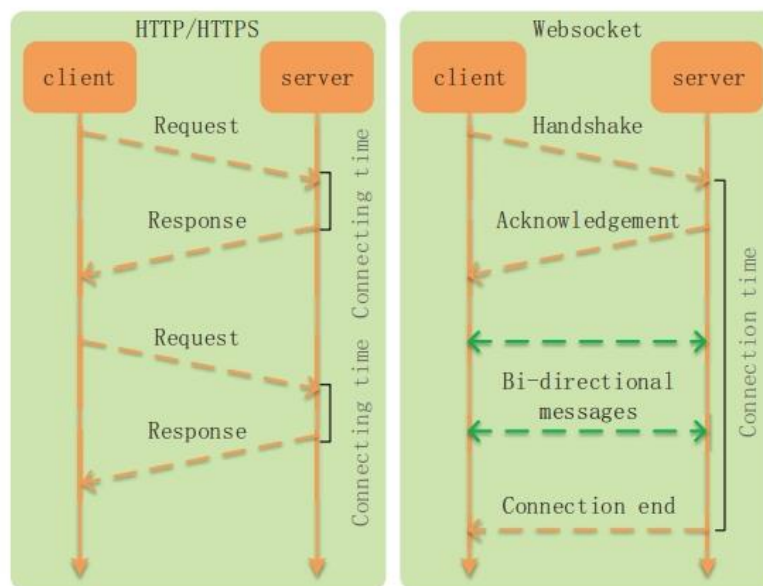 HTTP/HTTPS
client
server
Request
Response
Connecting time
Request
Response
Connecting time
Websocket
client
server
Handshake
Acknowledgement
Bi-directional
messages
Connection end
Connection time